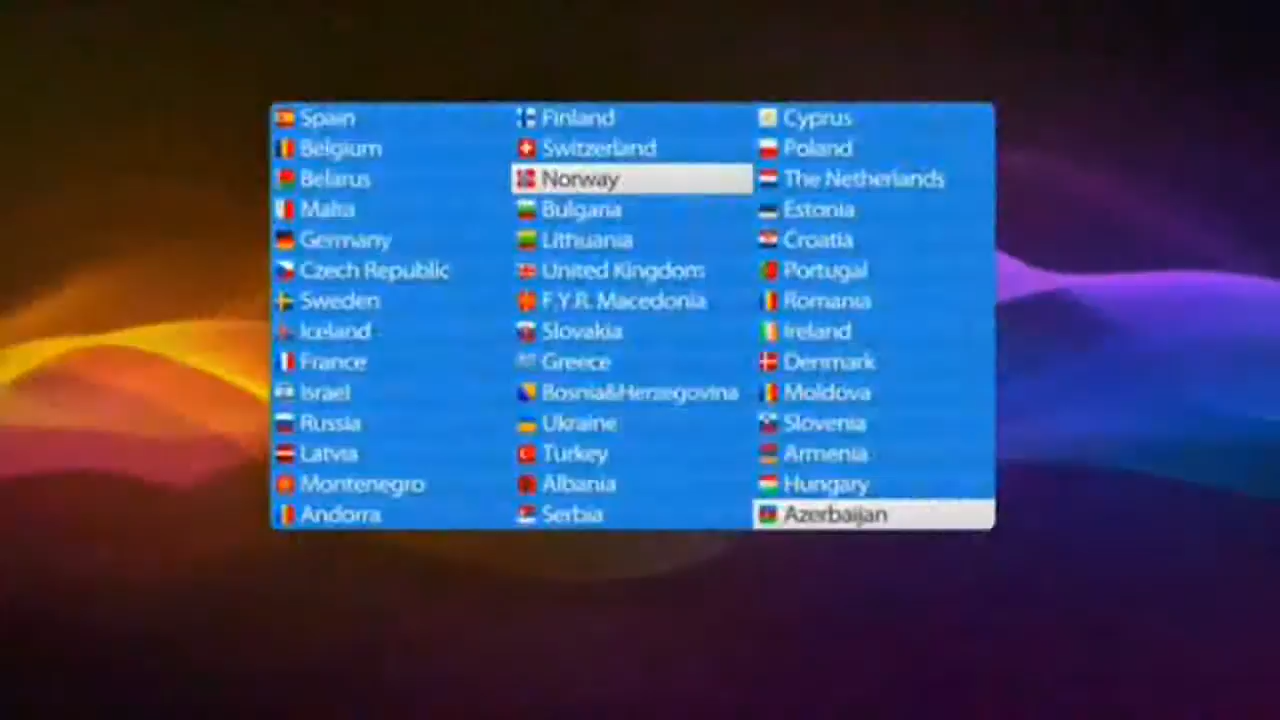 Spain
Belgium
Belarus
Malta
Germany
Czech Republic
Sweden
Iceland
France
Israel
Russia
Latvia
Montenegro
Andorra
Finland
Switzerland
Norway
Bulgaria
Lithuania
United Kingdom
F.Y.R. Macedonia
Slovakia
Greece
Bosnia&Herzegovina
Ukraine
Turkey
Albania
Serbia
Cyprus
Poland
The Netherlands
Estonia
Croatia
Portugal
Romania
Ireland
Denmark
Moldova
Slovenia
Armenia
Hungary
Azerbaijan